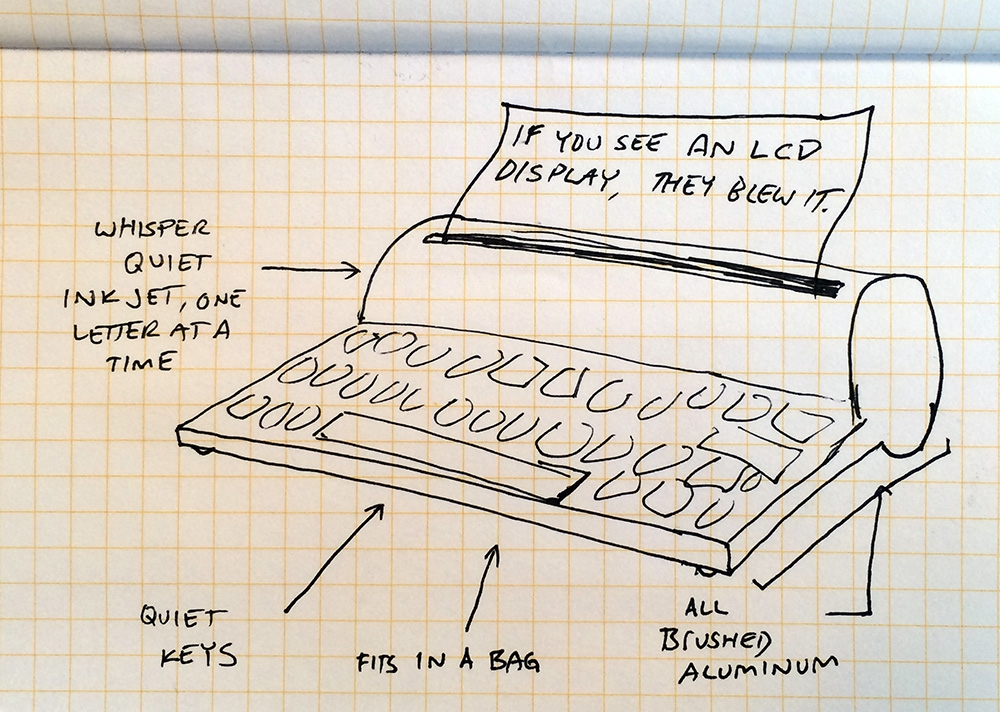 IF YOU SEE AN LCD
DISPLAY, THEY BLEW IT.
WHISPER
QUIET
INKJET, ONE
LETTER AT A
TIME
QUIET
KEYS
FITS IN A BAG
ALL
BRUSHED
ALUMINUM